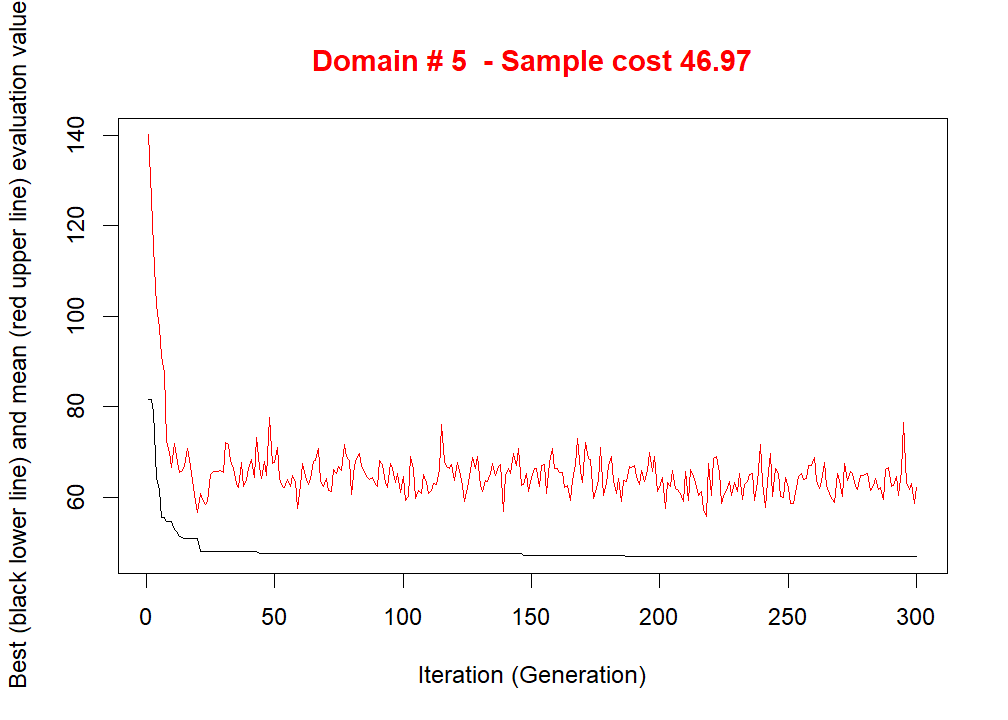 Domain # 5  - Sample cost 46.97
Best (black lower line) and mean (red upper line) evaluation value
140
120
100
80
60
0 50 100 150 200 250 300
Iteration (Generation)